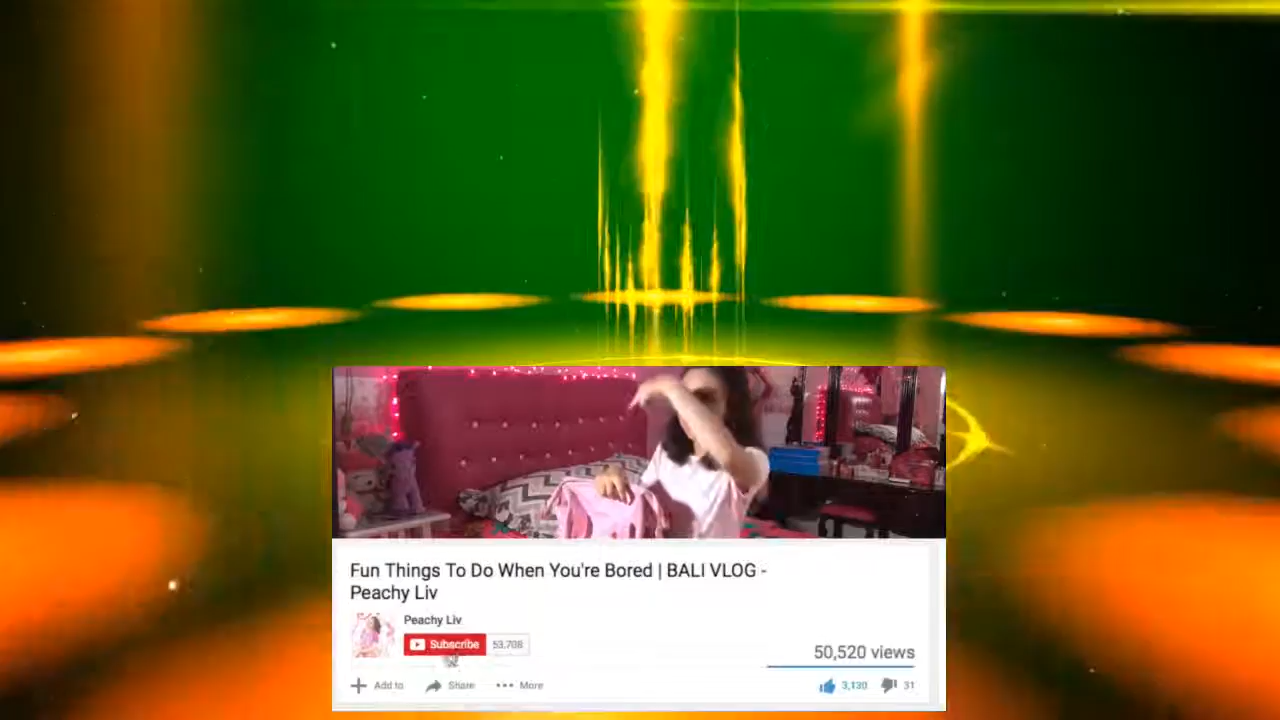 Fun Things To Do When You're Bored | BALI VLOG -
Peachy Liv
Peachy Liv
Subscribe 53,708
50,520 views
Add to Share More 3,130 31